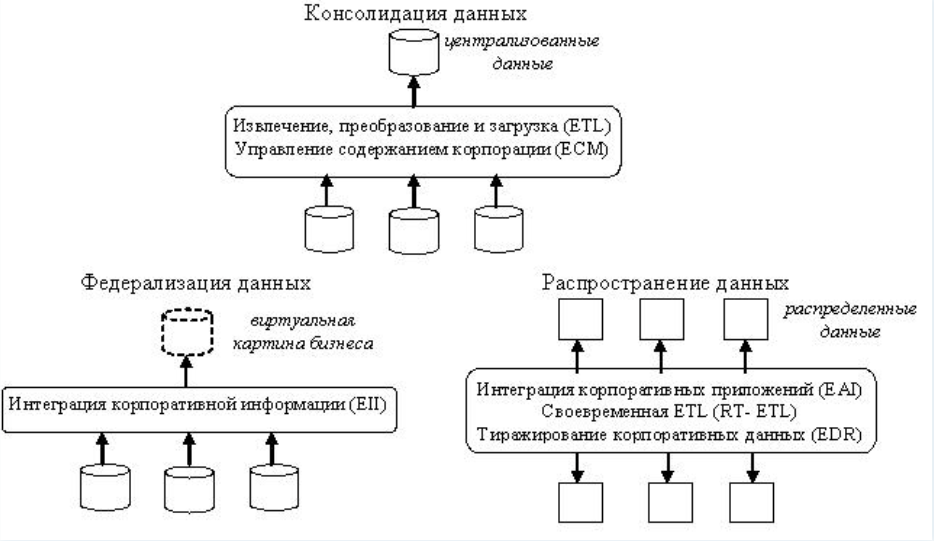 Консолидация данных
централизованные
данные
Извлечение, преобразование и загрузка (ETL)
Управление содержанием корпорации (ECM)
Федерализация данных
виртуальная
картина бизнеса
Интеграция корпоративной информации (EII)
Распространение данных
распределенные
данные
Интеграция корпоративных приложений (EAI)
Своевременная ETL (RT- ETL)
Тиражирование корпоративных данных (EDR)